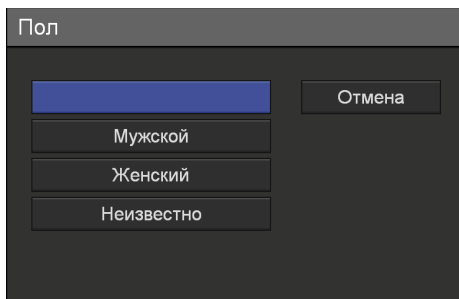 Пол
Отмена
Мужской
Женский
Неизвестно